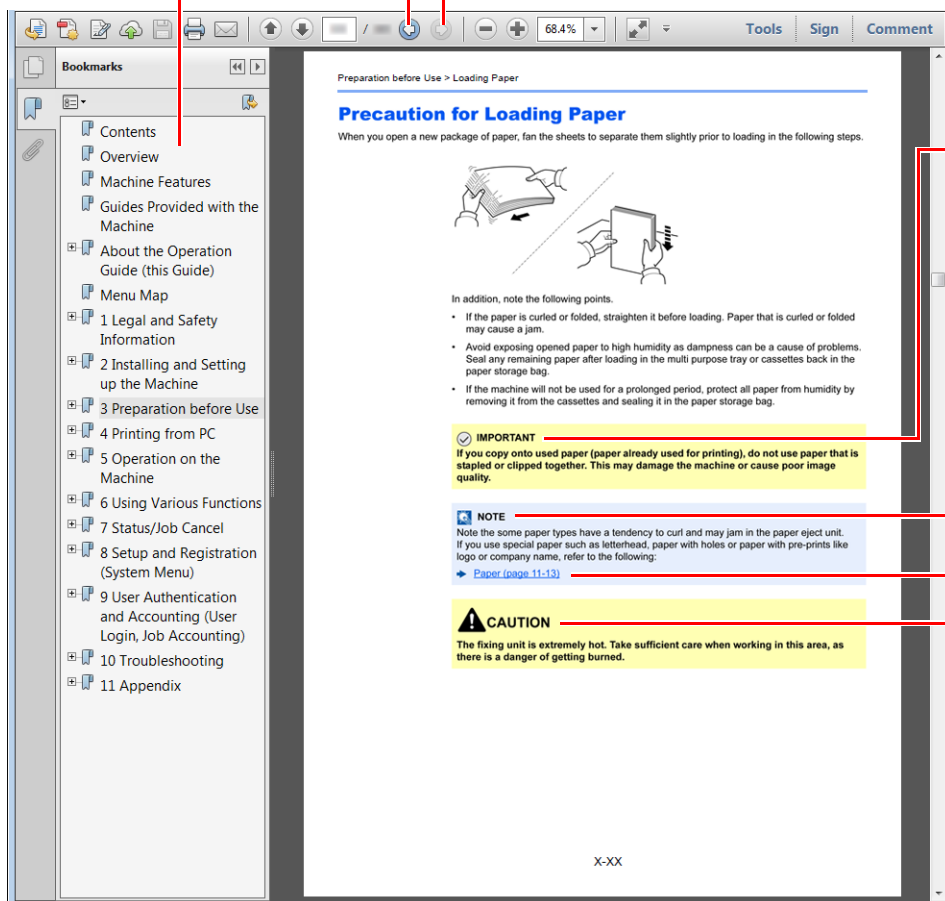 /
68.4%
Tools
Sign
Comment
Bookmarks
Contents
Overview
Machine Features
Guides Provided with the
Machine
About the Operation
Guide (this Guide)
Menu Map
1 Legal and Safety
Information
2 Installing and Setting
up the Machine
3 Preparation before Use
4 Printing from PC
5 Operation on the
Machine
6 Using Various Functions
7 Status/Job Cancel
8 Setup and Registration
(System Menu)
9 User Authentication
and Accounting (User
Login, Job Accounting)
10 Troubleshooting
11 Appendix
Preparation before Use > Loading Paper
Precaution for Loading Paper
When you open a new package of paper, fan the sheets to separate them slightly prior to loading in the following steps.
In addition, note the following points.
• If the paper is curled or folded, straighten it before loading. Paper that is curled or folded
may cause a jam.
• Avoid exposing opened paper to high humidity as dampness can be a cause of problems.
Seal any remaining paper after loading in the multi purpose tray or cassettes back in the
paper storage bag.
• If the machine will not be used for a prolonged period, protect all paper from humidity by
removing it from the cassettes and sealing it in the paper storage bag.
IMPORTANT
If you copy onto used paper (paper already used for printing), do not use paper that is
stapled or clipped together. This may damage the machine or cause poor image
quality.
NOTE
Note the some paper types have a tendency to curl and may jam in the paper eject unit.
If you use special paper such as letterhead, paper with holes or paper with pre-prints like
logo or company name, refer to the following:
Paper (page 11-13)
CAUTION
The fixing unit is extremely hot. Take sufficient care when working in this area, as
there is a danger of getting burned.
X-XX